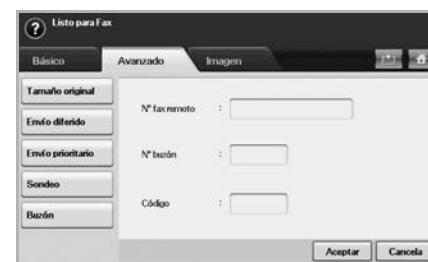 ? Listo para Fax
Básico Avanzado Imagen
Tamaño original
Nº fax remoto :
Envío diferido
Envío prioritario
Nº buzón :
Sondeo
Código :
Buzón
Aceptar Cancela